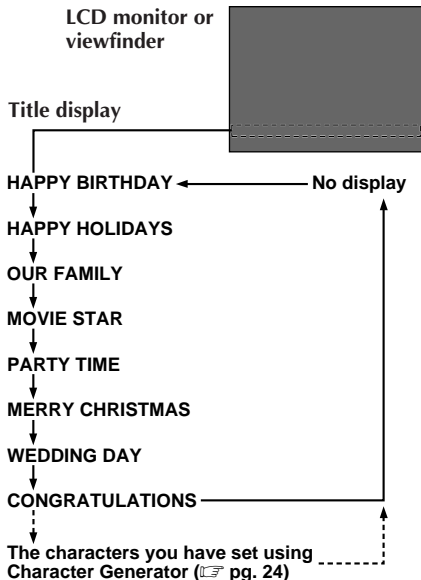 LCD monitor or
viewfinder
Title display
HAPPY BIRTHDAY
No display
HAPPY HOLIDAYS
OUR FAMILY
MOVIE STAR
PARTY TIME
MERRY CHRISTMAS
WEDDING DAY
CONGRATULATIONS
The characters you have set using
Character Generator (☞ pg. 24)